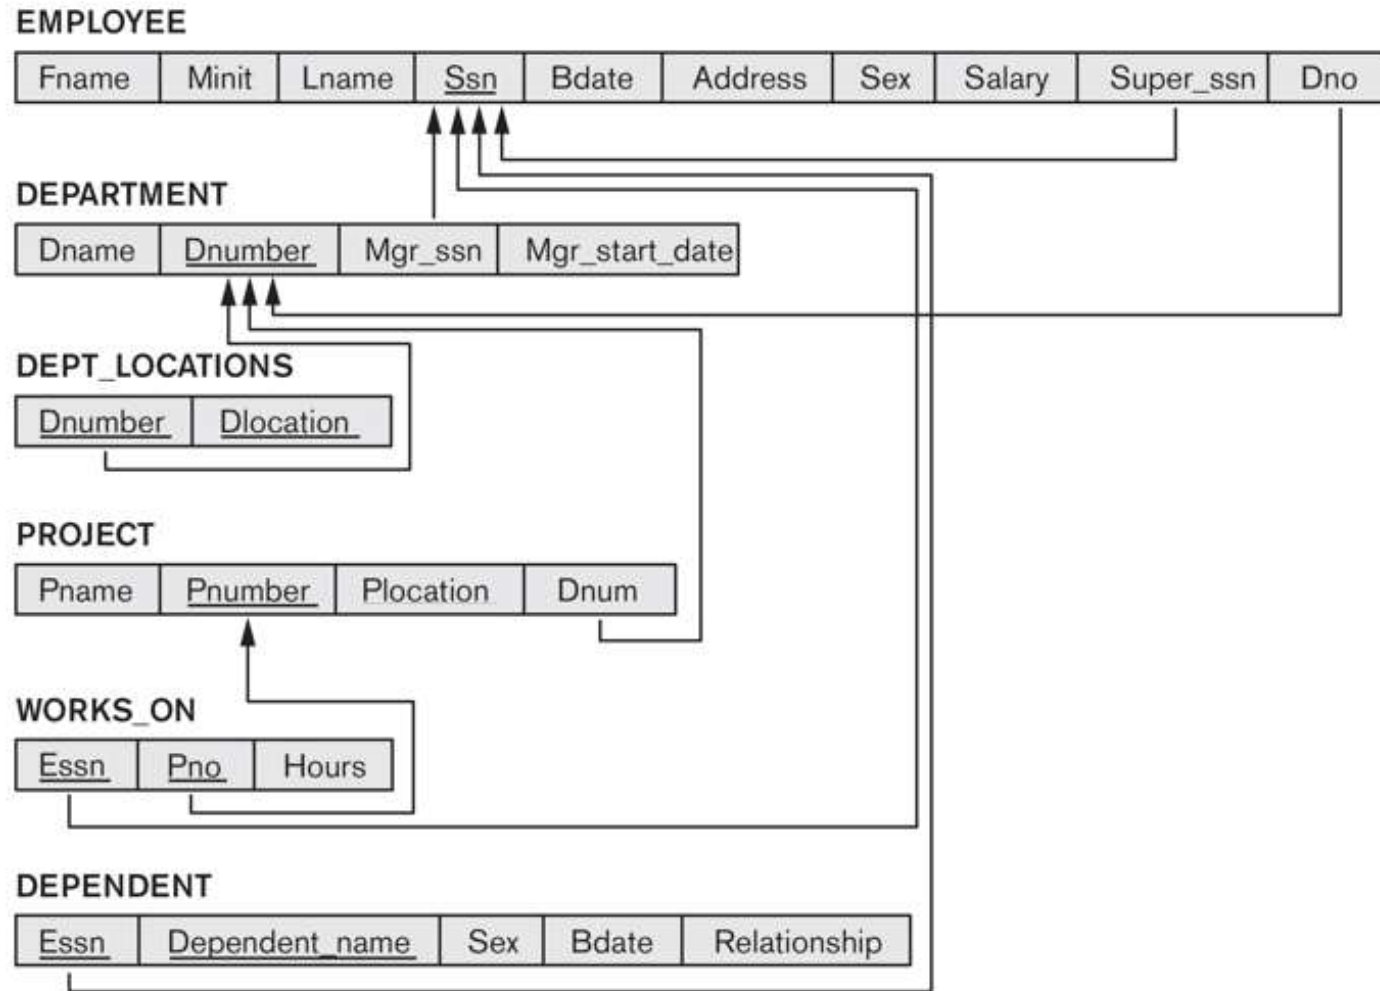 EMPLOYEE
Fname Minit Lname Ssn Bdate Address Sex Salary Super_ssn Dno
DEPARTMENT
Dname Dnumber Mgr_ssn Mgr_start_date
DEPT_LOCATIONS
Dnumber Dlocation
PROJECT
Pname Pnumber Plocation Dnum
WORKS_ON
Essn Pno Hours
DEPENDENT
Essn Dependent_name Sex Bdate Relationship